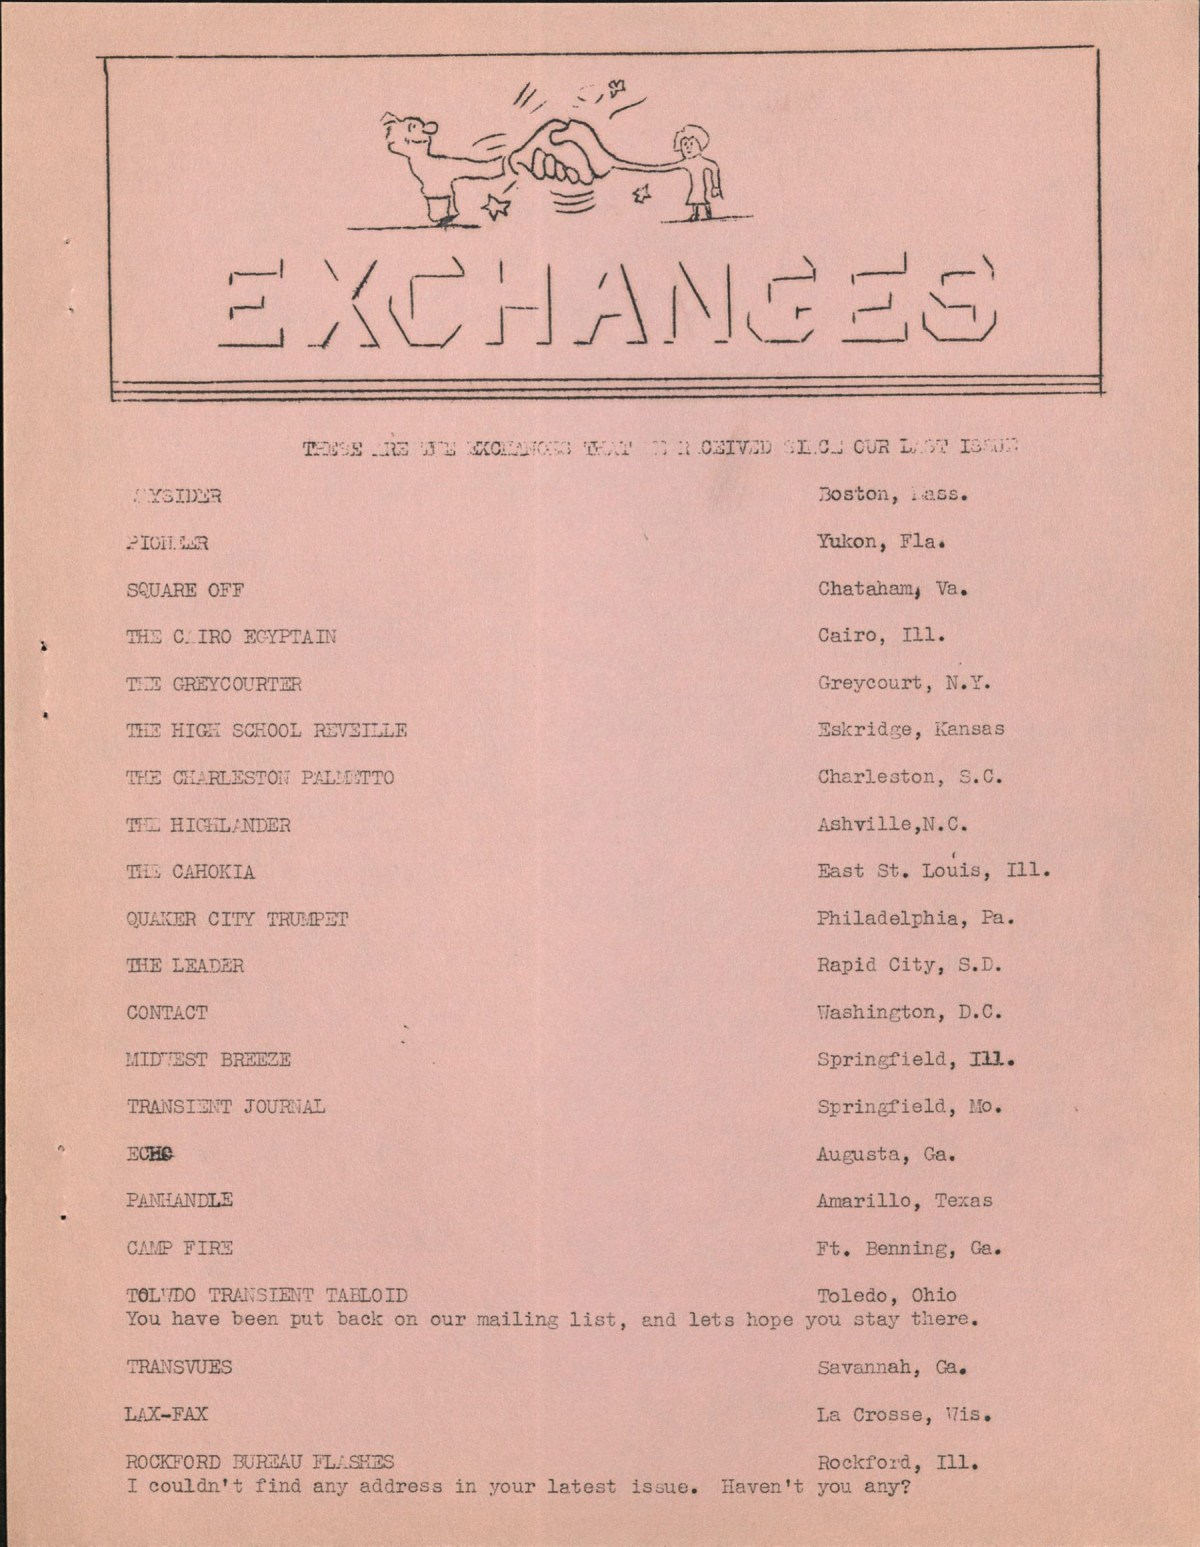 EXCHANGES
THESE ARE THE EXCHANGES THAT RECEIVED SINCE OUR LAST ISSUE
Boston, Mass.
PIONEER Yukon, Fla.
SQUARE OFF Chataham, Va.
THE CAIRO EGYPTAIN Cairo, Ill.
THE GREYCOURTER Greycourt, N.Y.
THE HIGH SCHOOL REVEILLE Eskridge, Kansas
THE CHARLESTON PALMETTO Charleston, S.C.
THE HIGHLANDER Ashville,N.C.
THE CAHOKIA East St. Louis, Ill.
QUAKER CITY TRUMPET Philadelphia, Pa.
THE LEADER Rapid City, S.D.
CONTACT Washington, D.C.
MIDWEST BREEZE Springfield, Ill.
TRANSIENT JOURNAL Springfield, Mo.
ECHO Augusta, Ga.
PANHANDLE Amarillo, Texas
CAMP FIRE Ft. Benning, Ga.
TOLWDO TRANSIENT TABLOID Toledo, Ohio
You have been put back on our mailing list, and lets hope you stay there.
TRANSVUES Savannah, Ga.
LAX-FAX La Crosse, Wis.
ROCKFORD BUREAU FLASHES Rockford, Ill.
I couldn't find any address in your latest issue. Haven't you any?